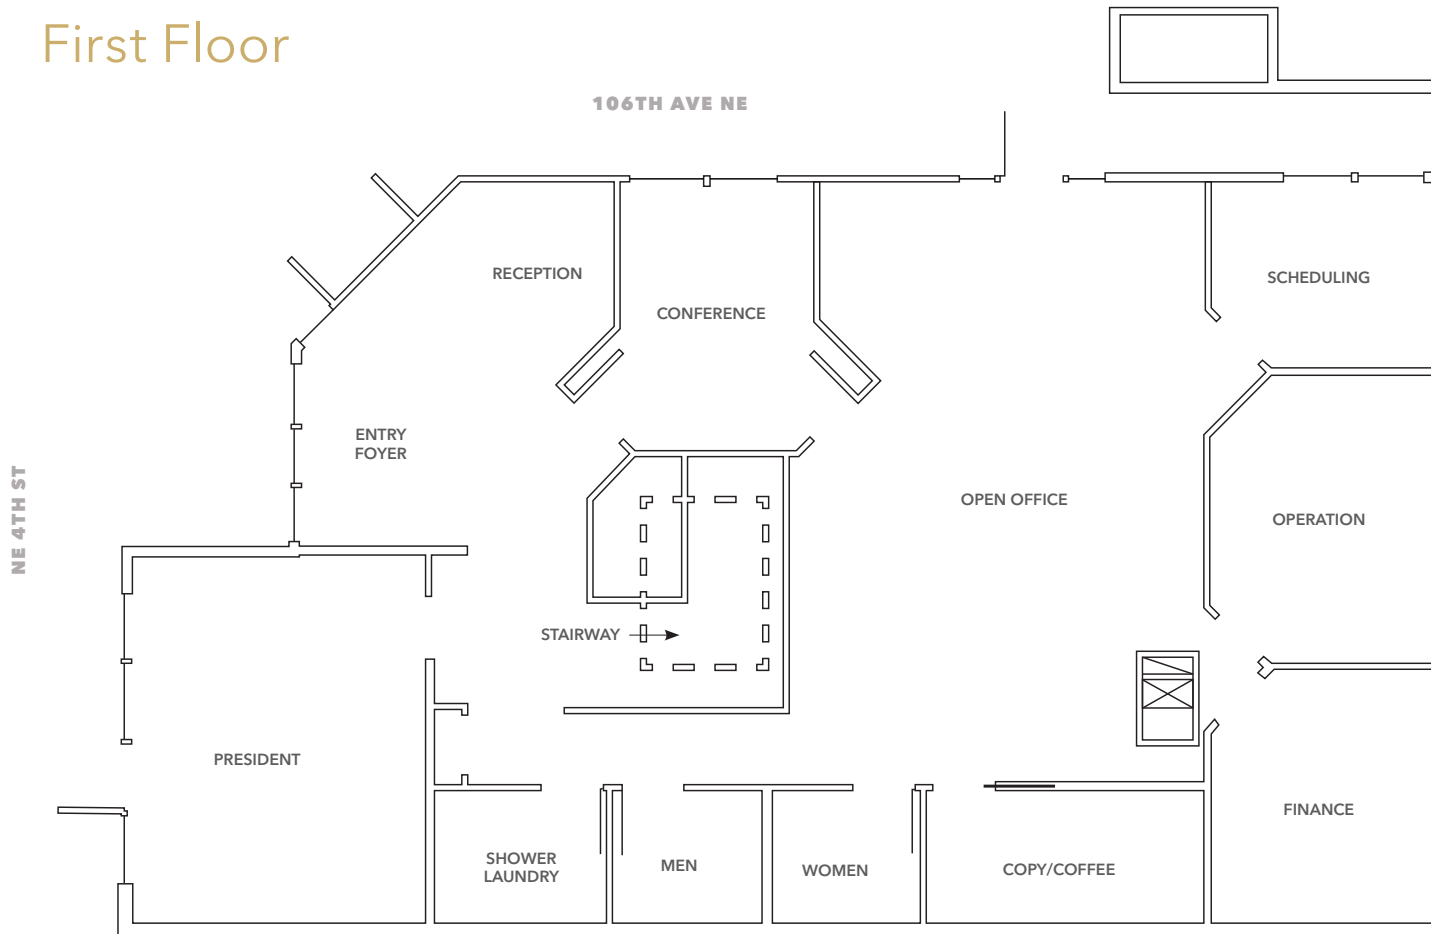 First Floor
106TH AVE NE
RECEPTION
SCHEDULING
CONFERENCE
ENTRY
FOYER
OPEN OFFICE
OPERATION
NE 4TH ST
STAIRWAY
PRESIDENT
FINANCE
SHOWER
LAUNDRY
MEN
WOMEN
COPY/COFFEE